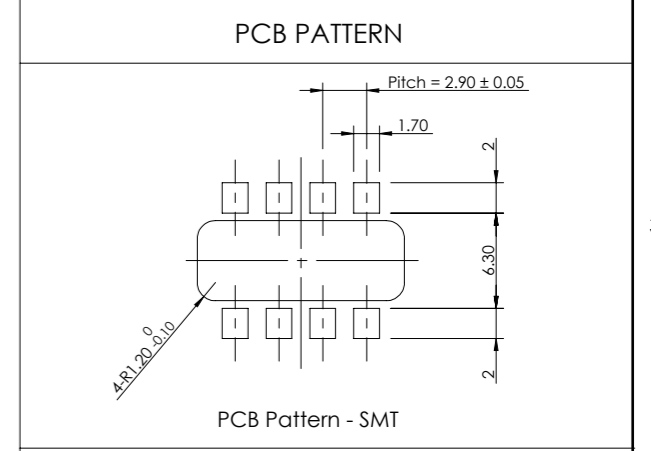 PCB PATTERN
Pitch = 2.90 ± 0.05
1.70
2
6.30
2
4-R1.20 0 -0.10
PCB Pattern - SMT